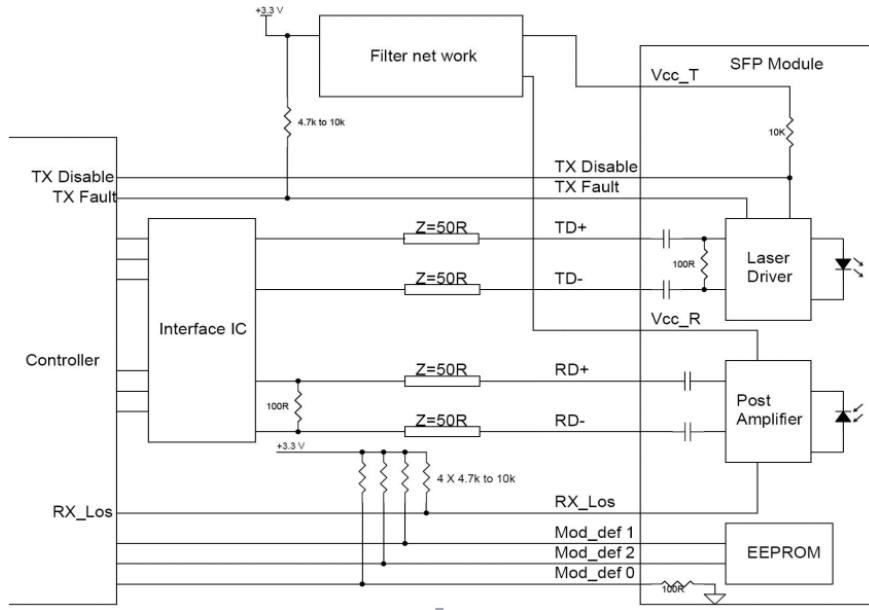 +3.3 V
Filter net work
SFP Module
Vcc_T
4.7k to 10k
10K
TX Disable
TX Disable
TX Fault
TX Fault
Z=50R
TD+
100R
Laser
Driver
Z=50R
TD-
Interface IC
Vcc_R
Controller
Z=50R
RD+
100R
Post
Amplifier
Z=50R
RD-
+3.3 V
4 X 4.7k to 10k
RX_Los
RX_Los
Mod_def 1
EEPROM
Mod_def 2
Mod_def 0
100R